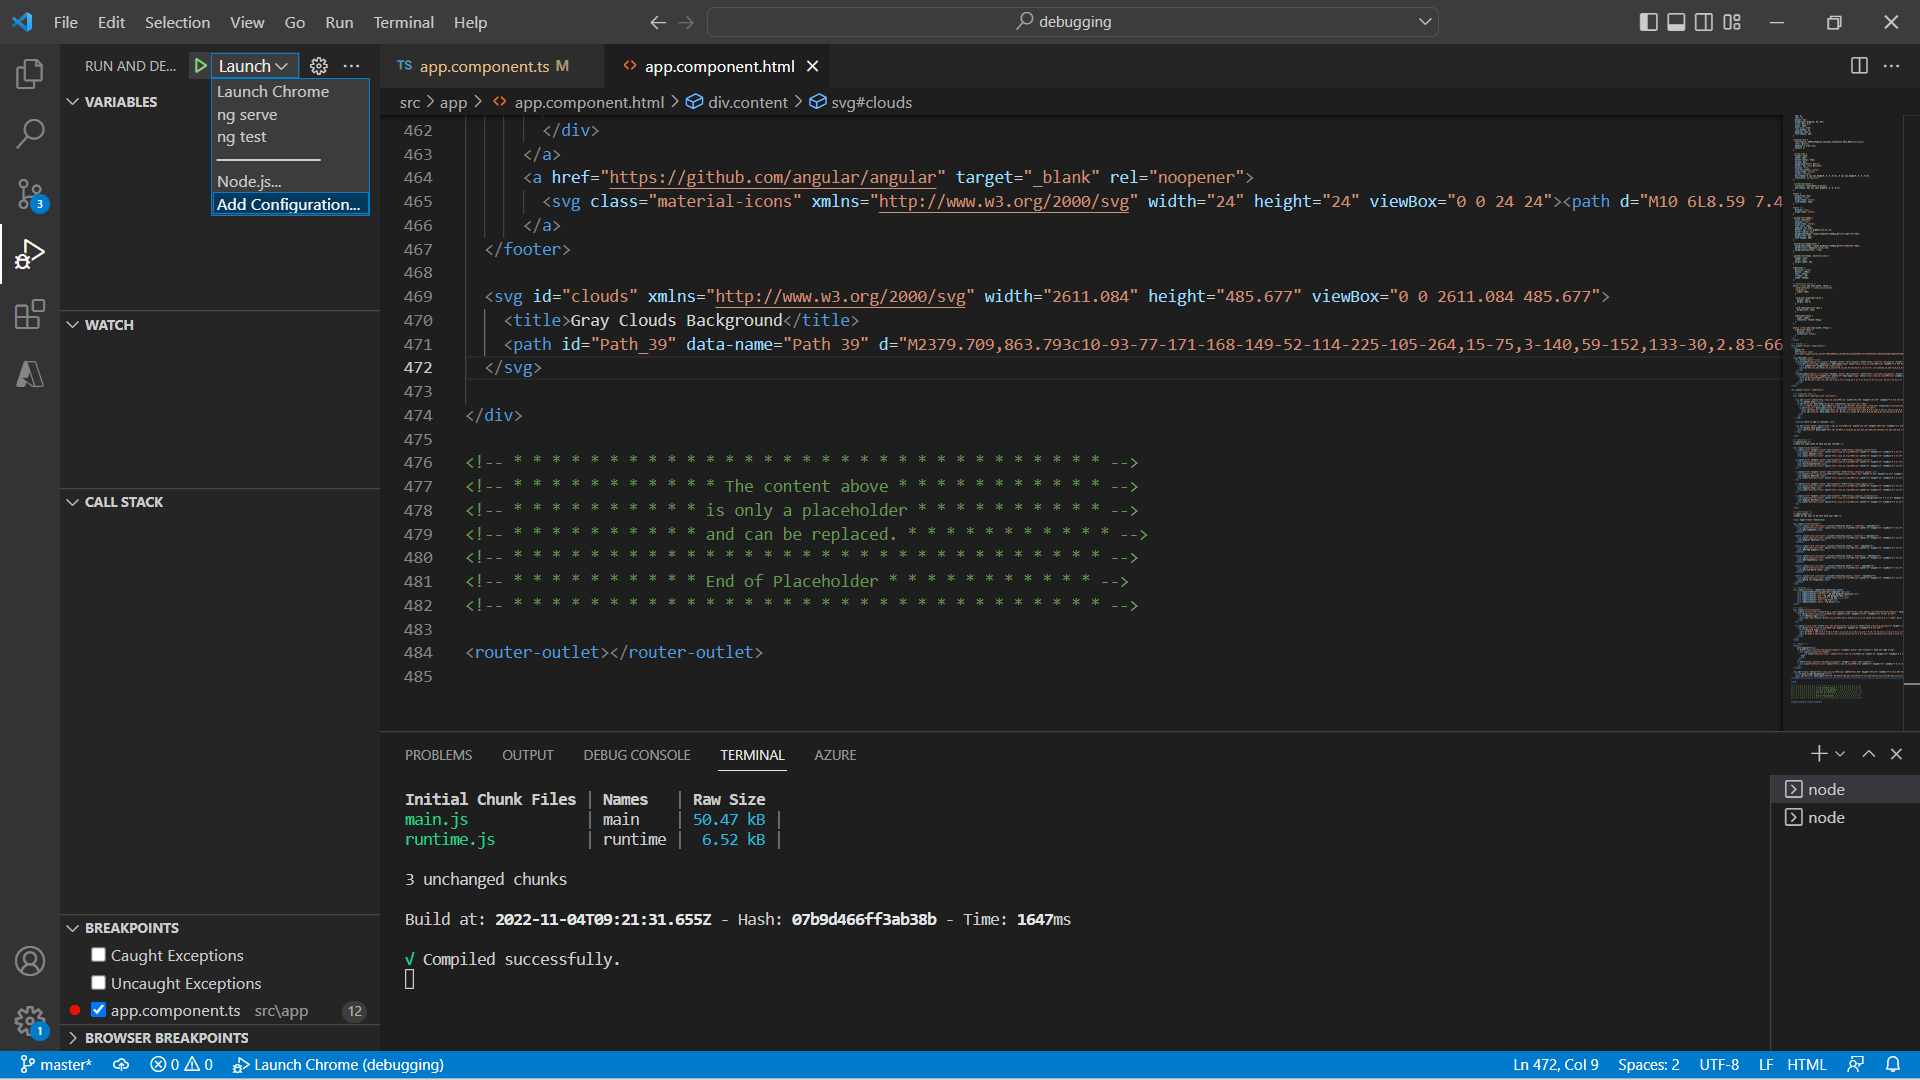 File Edit Selection View Go Run Terminal Help
debugging
RUN AND DE... Launch
Launch Chrome
ng serve
ng test
Node.js...
Add Configuration...
VARIABLES
WATCH
CALL STACK
BREAKPOINTS
Caught Exceptions
Uncaught Exceptions
app.component.ts src\app 12
BROWSER BREAKPOINTS
3
1
TS app.component.ts M
<> app.component.html
src > app > <> app.component.html > div.content > svg#clouds
462 </div>
463 </a>
464 <a href="https://github.com/angular/angular" target="_blank" rel="noopener">
465 <svg class="material-icons" xmlns="http://www.w3.org/2000/svg" width="24" height="24" viewBox="0 0 24 24"><path d="M10 6L8.59 7.4
466 </a>
467 </footer>
468
469 <svg id="clouds" xmlns="http://www.w3.org/2000/svg" width="2611.084" height="485.677" viewBox="0 0 2611.084 485.677">
470 <title>Gray Clouds Background</title>
471 <path id="Path_39" data-name="Path 39" d="M2379.709,863.793c10-93-77-171-168-149-52-114-225-105-264,15-75,3-140,59-152,133-30,2.83-66
472 </svg>
473
474 </div>
475
476 <!-- * * * * * * * * * * * * * * * * * * * * * * * * * * * * * * * -->
477 <!-- * * * * * * * * * * * The content above * * * * * * * * * * * -->
478 <!-- * * * * * * * * * * is only a placeholder * * * * * * * * * * -->
479 <!-- * * * * * * * * * * and can be replaced. * * * * * * * * * * * -->
480 <!-- * * * * * * * * * * * * * * * * * * * * * * * * * * * * * * * -->
481 <!-- * * * * * * * * * * End of Placeholder * * * * * * * * * * * -->
482 <!-- * * * * * * * * * * * * * * * * * * * * * * * * * * * * * * * -->
483
484 <router-outlet></router-outlet>
485
PROBLEMS OUTPUT DEBUG CONSOLE TERMINAL AZURE
Initial Chunk Files | Names | Raw Size
main.js | main | 50.47 kB |
runtime.js | runtime | 6.52 kB |
3 unchanged chunks
Build at: 2022-11-04T09:21:31.655Z - Hash: 07b9d466ff3ab38b - Time: 1647ms
√ Compiled successfully.
node
node
master* 0 0 Launch Chrome (debugging) Ln 472, Col 9 Spaces: 2 UTF-8 LF HTML